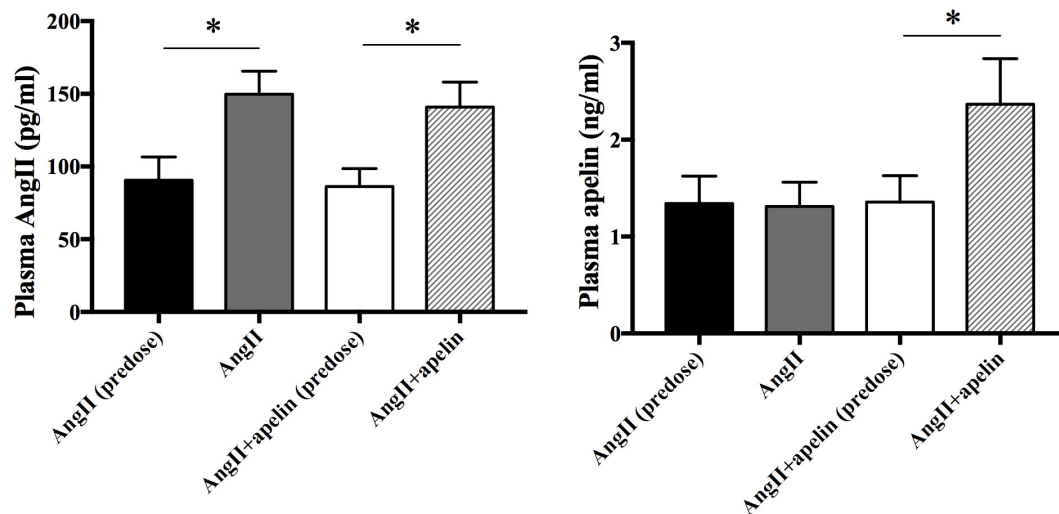 Plasma AngII (pg/ml)
200
150
100
50
0
*
*
AngII (predose)
AngII
AngII+apelin (predose)
AngII+apelin
Plasma apelin (ng/ml)
3
2
1
0
*
AngII (predose)
AngII
AngII+apelin (predose)
AngII+apelin